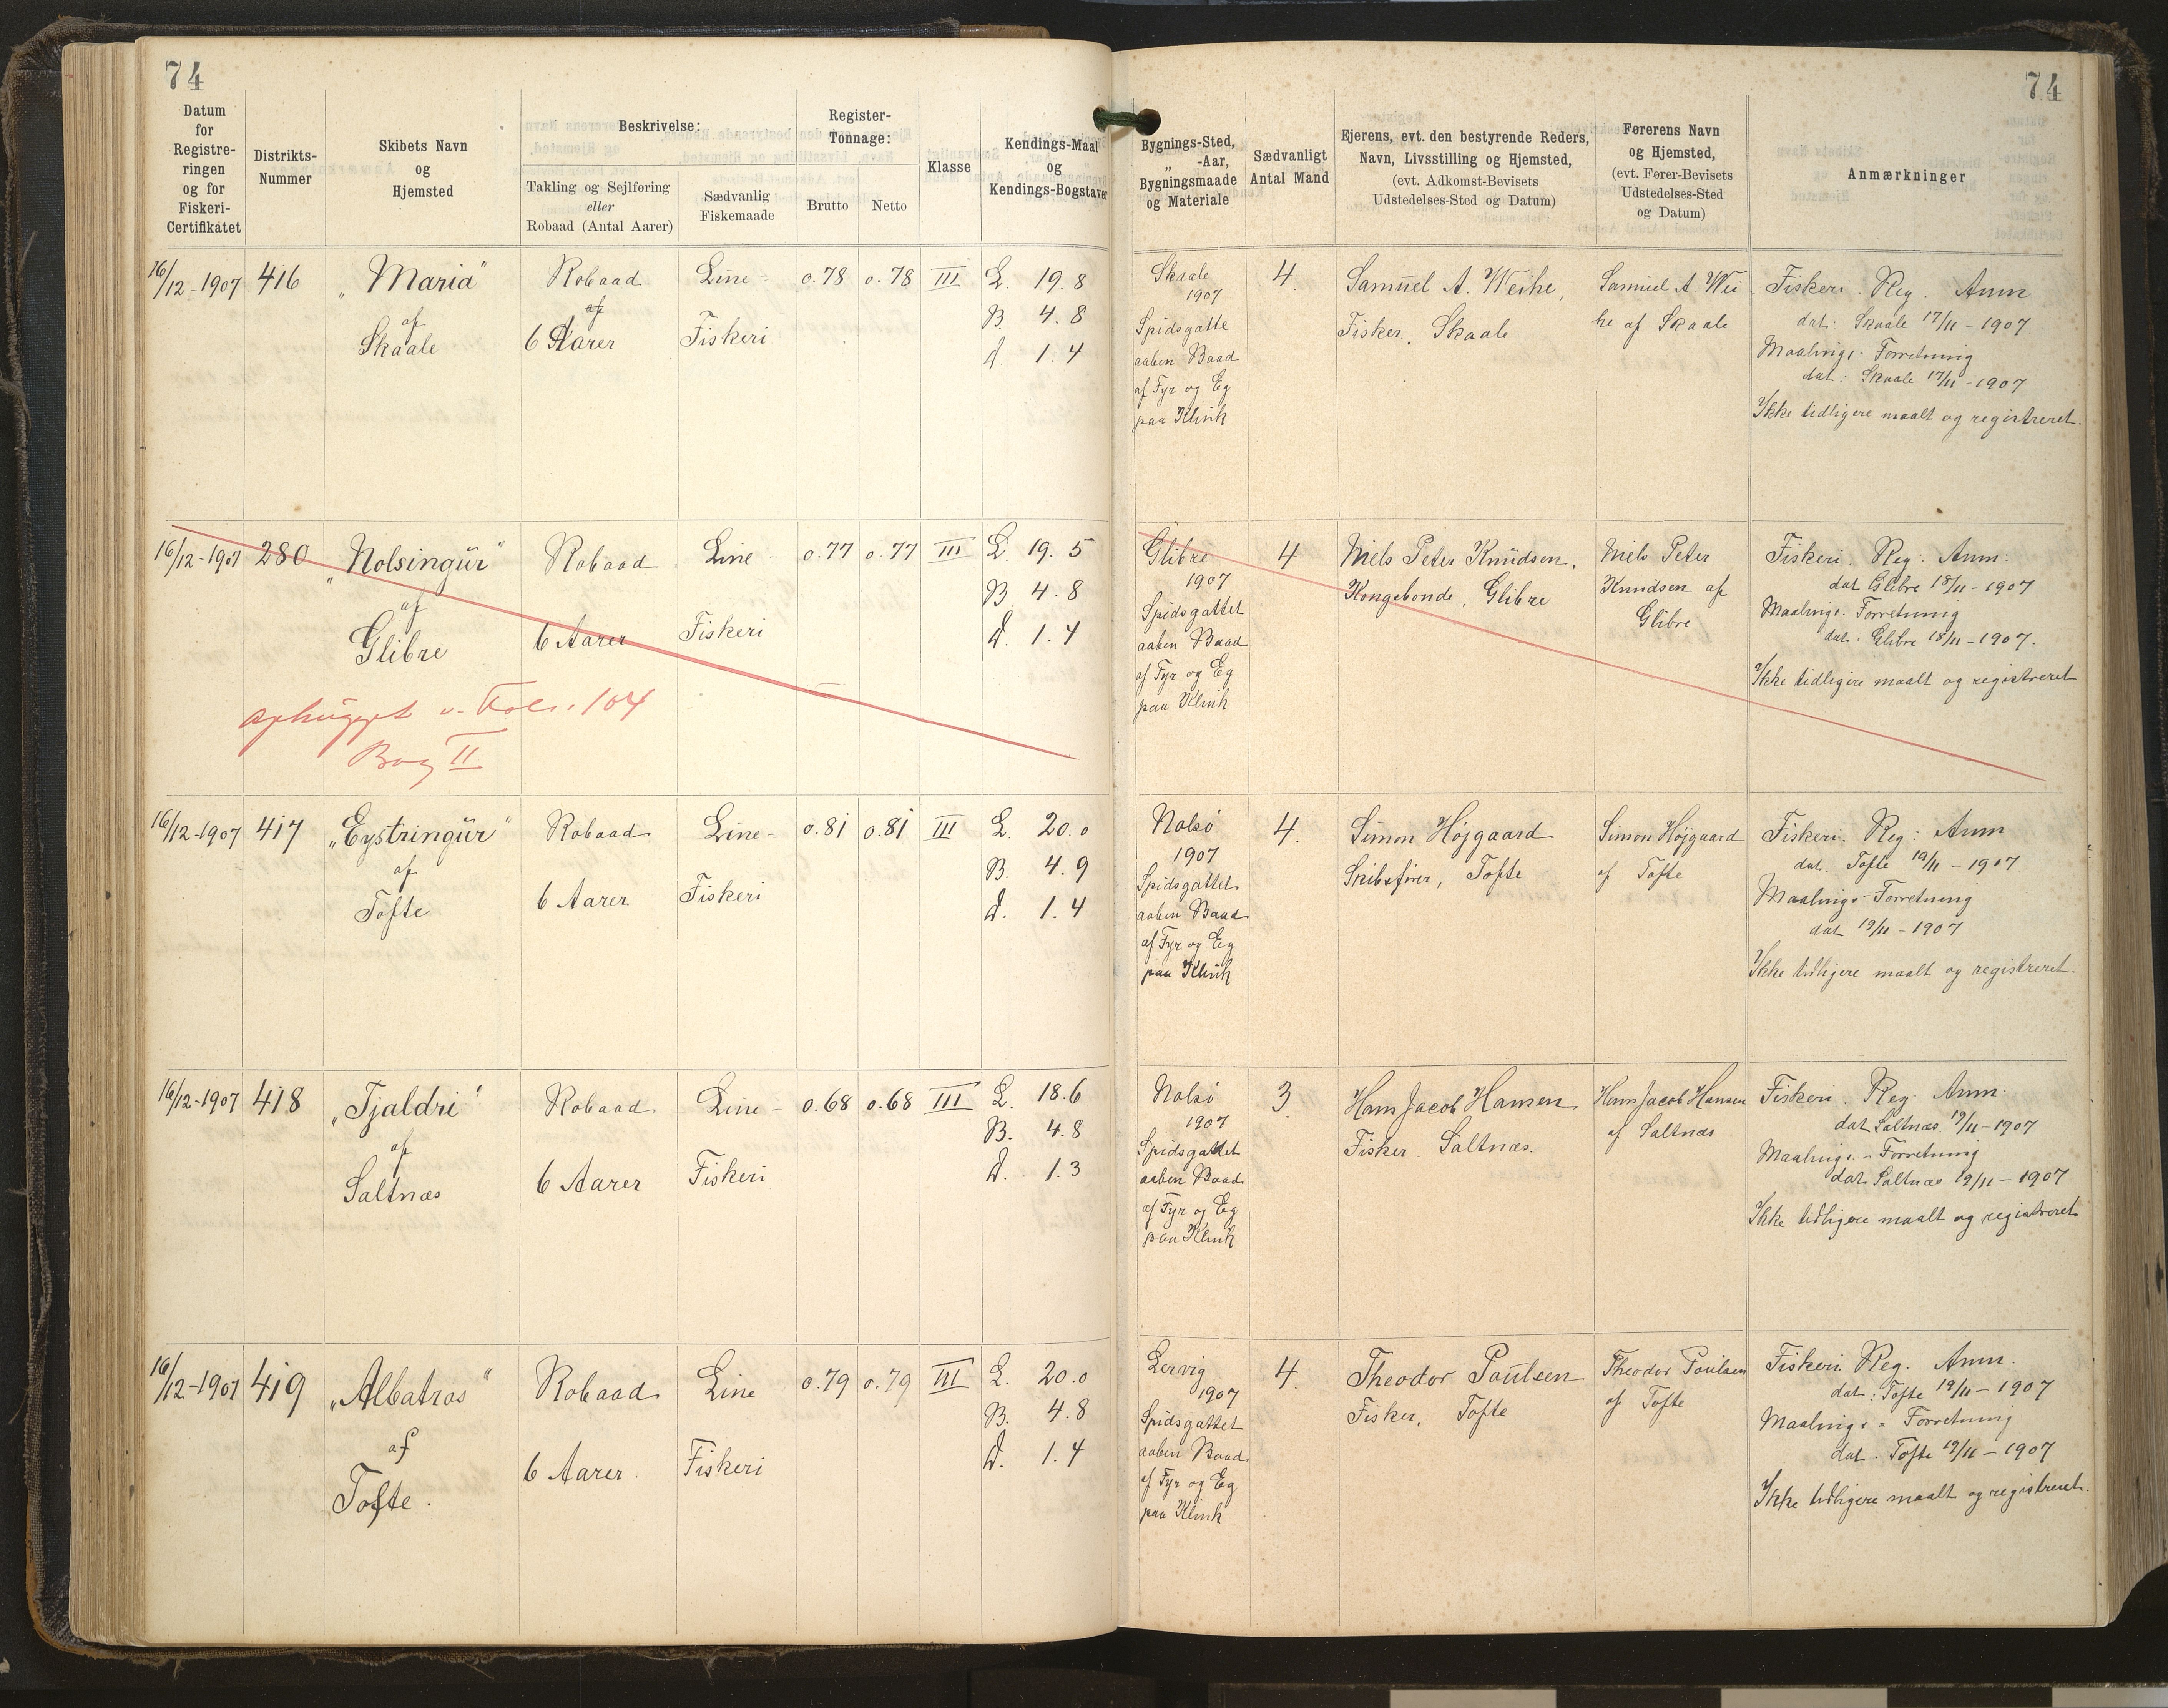 74
74
Datum
for
Registre-
ringen
og for
Fiskeri-
Certifikatet
Distrikts-
Nummer
Skibets Navn
og
Hjemsted
Beskrivelse:
Takling og Sejlføring
eller
Robaad (Antal Aarer)
Sædvanlig
Fiskemaade
Register-
Tonnage:
Brutto
Netto
Klasse
Kendings-Maal
og
Kendings-Bogstaver
Bygnings-Sted,
„ -Aar,
Bygningsmaade
og Materiale
Sædvanligt
Antal Mand
Ejerens, evt. den bestyrende Reders,
Navn, Livsstilling og Hjemsted,
(evt. Adkomst-Bevisets
Udstedelses-Sted og Datum)
Førerens Navn
og Hjemsted,
(evt. Fører-Bevisets
Udstedelses-Sted
og Datum)
Anmærkninger
16/12-1907
416
„Maria"
af
Skaale
Robaad
af
6 Aarer
Line-
Fiskeri
0.78
0.78
III
L. 19.8
B. 4.8
d. 1.4
Skaale
1907
Spidsgatte
aaben Baad
af Fyr og Eg
paa Klink
4
Samuel A. Weihe,
Fisker, Skaale
Samuel A Wei
he af Skaale
Fiskeri. Reg. Anm
dat: Skaale 17/11-1907
Maalings-Forretning
dat: Skaale 17/11-1907
Ikke tidligere maalt og registreret.
16/12-1907
280
„Nolsingür"
af
Glibre
Robaad
6 Aarer
Line
Fiskeri
0.77
0.77
III
L. 19.5
B. 4.8
d. 1.4
ophugget v. Fol. 104
Bog II
Glibre
1907
Spidsgattet
aaben Baad
af Fyr og Eg
paa Klink
4
Niels Peter Knudsen,
Kongebonde, Glibre
Niels Peter
Knudsen af
Glibre
Fiskeri. Reg: Anm:
dat Glibre 18/11-1907
Maalings-Forretning
dat. Glibre 18/11-1907.
Ikke tidligere maalt og registreret
16/12-1907
417
„Eystringür"
af
Tofte
Robaad
6 Aarer
Line-
Fiskeri
0.81
0.81
III
L. 20.0
B. 4.9
d. 1.4
Nolsö
1907
Spidsgattet
aaben Baad
af Fyr og Eg
paa Klink
4.
Simon Höjgaard
Skibsfører, Tofte
Simon Höjgaard
af Tofte
Fiskeri. Reg: Anm
dat. Tofte 19/11-1907
Maalings-Forretning
dat 19/11-1907
Ikke tidligere maalt og registreret.
16/12-1907
418
„Tjaldri"
af
Saltnæs
Robaad
6 Aarer
Line-
Fiskeri
0.68
0.68
III
L. 18.6
B. 4.8
d. 1.3
Nolsö
1907
Spidsgattet
aaben Baad
af Fyr og Eg
paa Klink
3.
Hans Jacob Hansen
Fisker. Saltnæs.
Hans Jacob Hansen
af Saltnæs
Fiskeri. Reg. Anm.
dat Saltnæs. 19/11-1907
Maalings-Forretning
dat Saltnæs 19/11-1907
Ikke tidligere maalt og registreret
16/12-1907
419
„Albatros"
af
Tofte.
Robaad
6 Aarer.
Line
Fiskeri
0.79
0.79
III
L. 20.0
B. 4.8
d. 1.4
Lervig
1907
Spidsgattet
aaben Baad
af Fyr og Eg
paa Klink
4.
Theodor Poulsen
Fisker, Tofte
Theodor Poulsen
af Tofte
Fiskeri. Reg. Anm.
dat: Tofte 19/11-1907
Maalings-Forretning
dat. Tofte 19/11-1907
Ikke tidligere maalt og registreret.